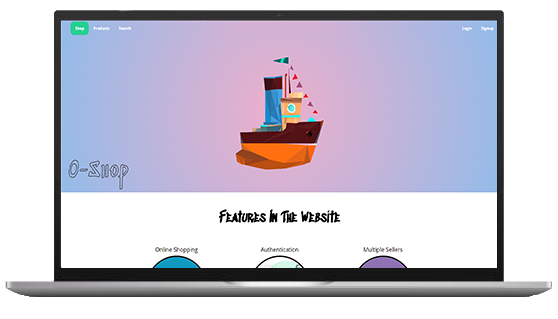 Shop Products Search Login Signup
O-Shop
Features In The Website
Online Shopping Authentication Multiple Sellers